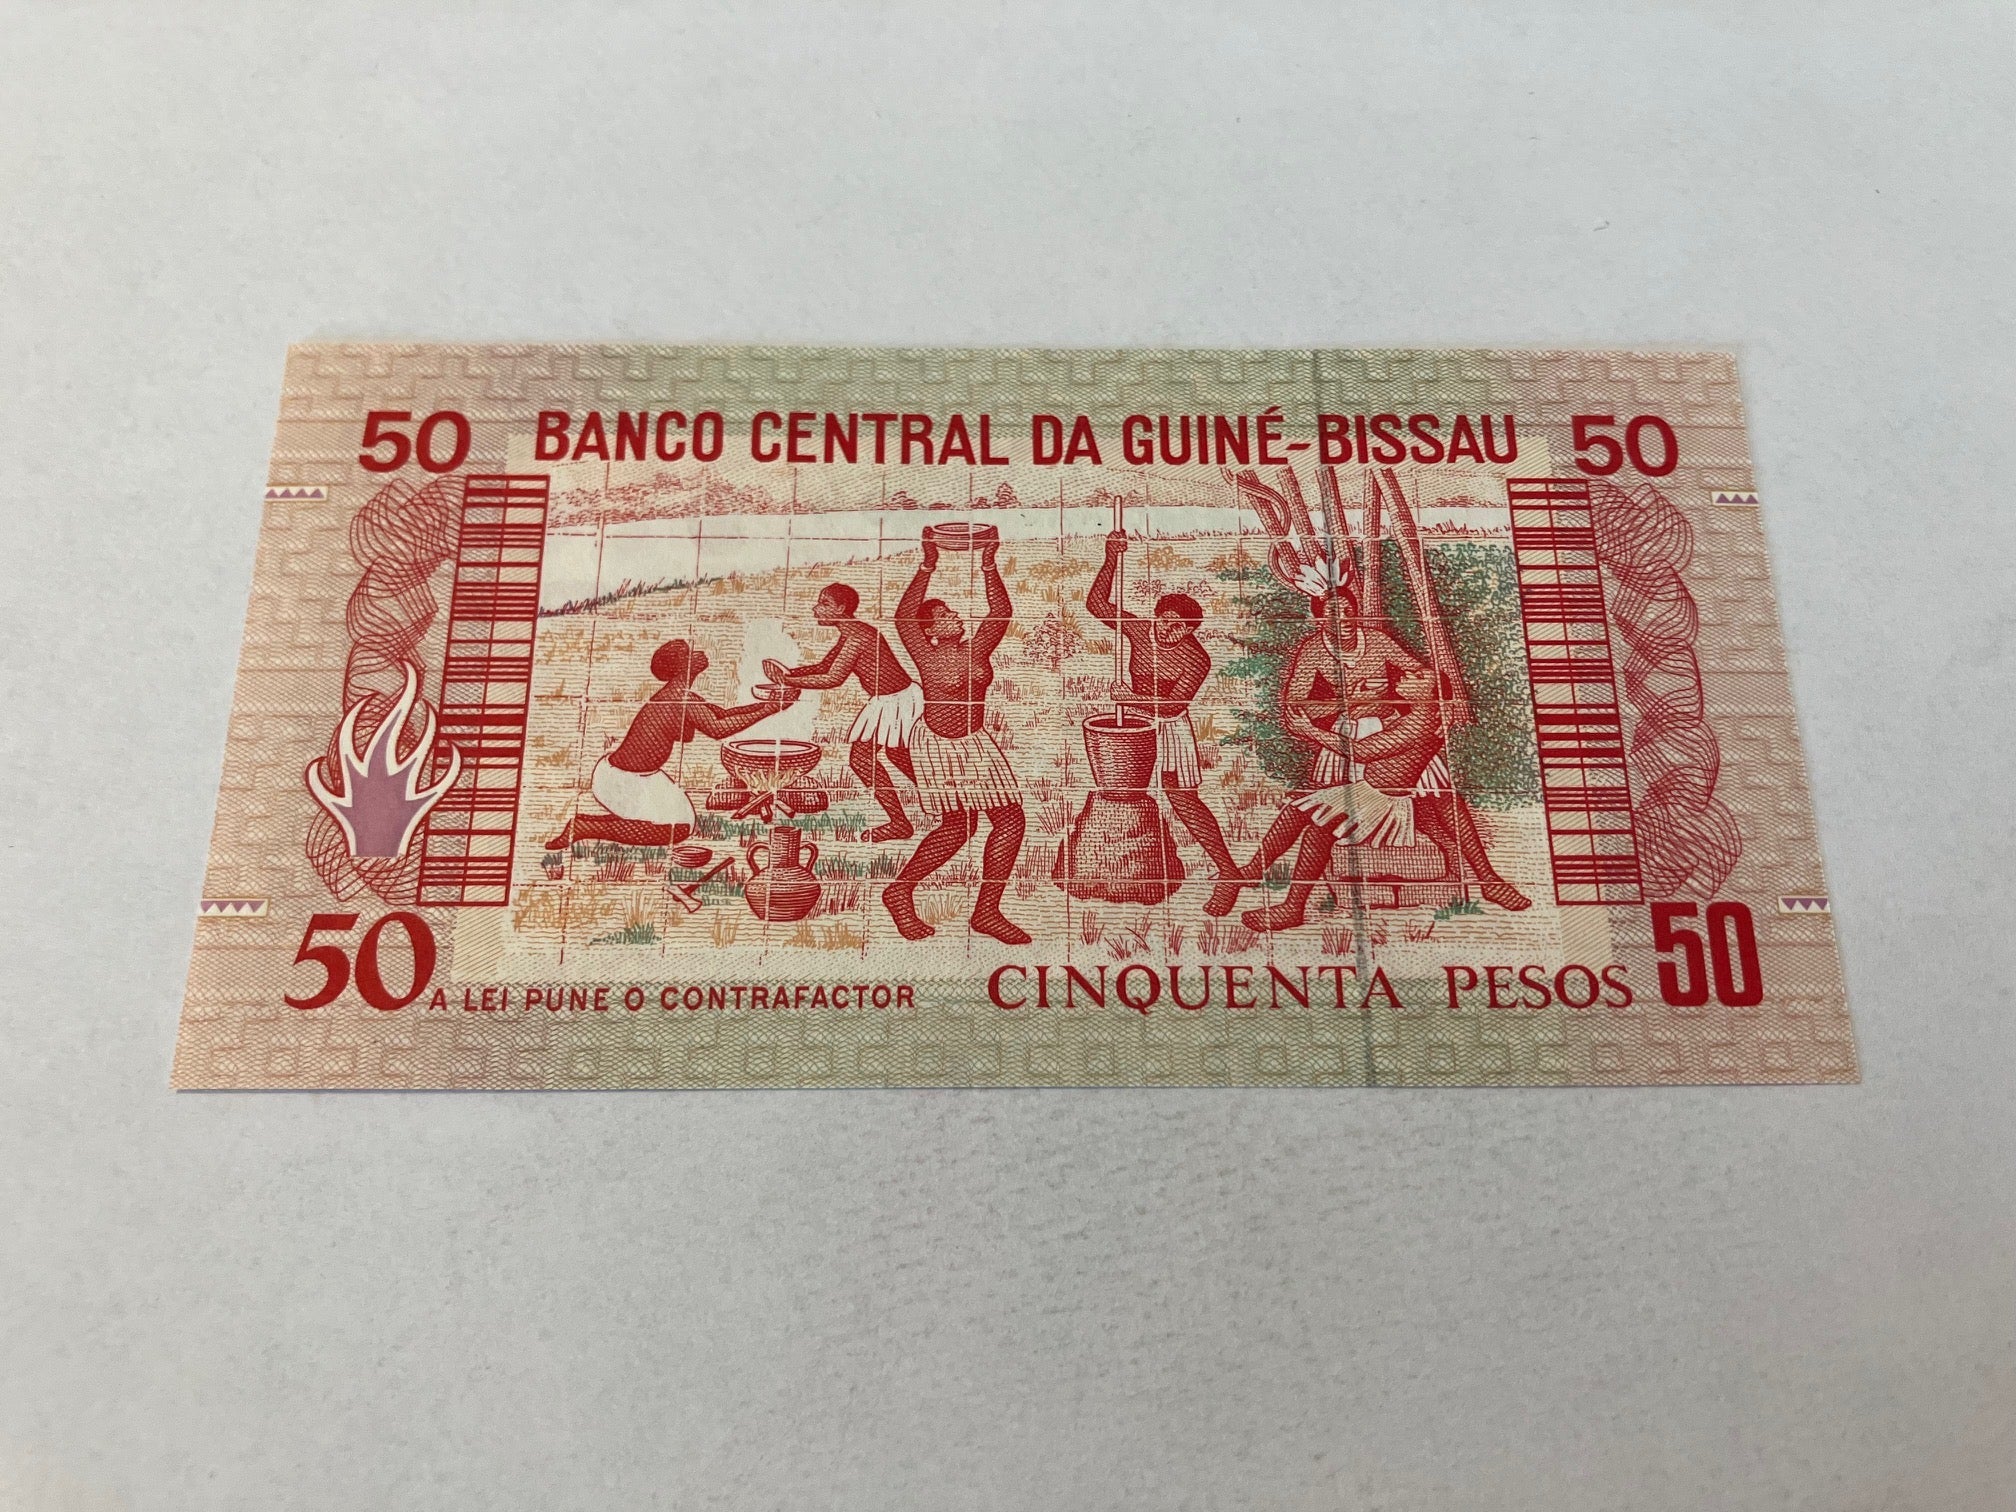 50 BANCO CENTRAL DA GUINÉ-BISSAU 50
50 A LEI PUNE O CONTRAFACTOR CINQUENTA PESOS 50